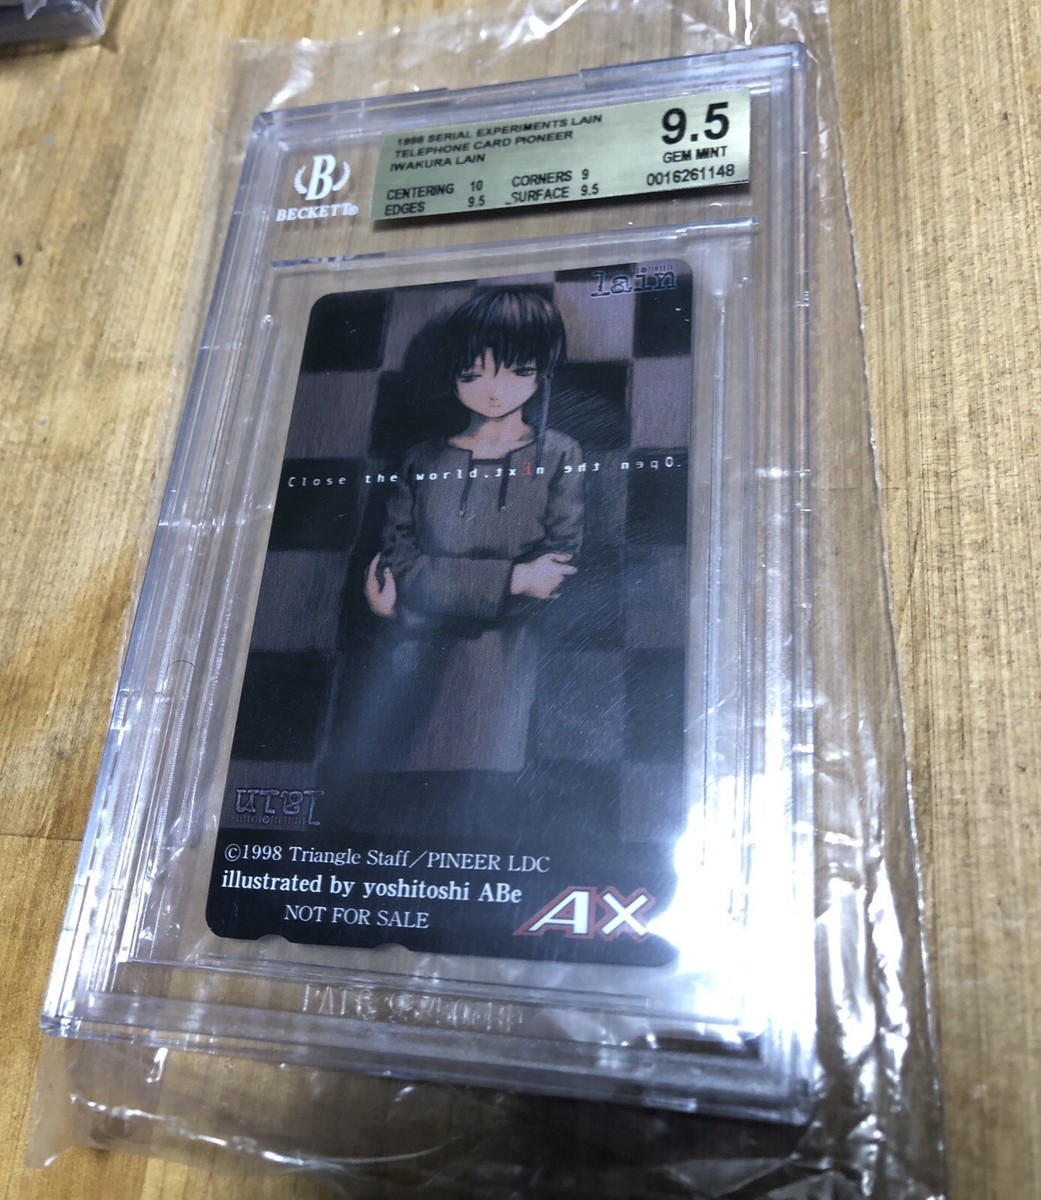 1998 SERIAL EXPERIMENTS LAIN
TELEPHONE CARD PIONEER
IWAKURA LAIN
9.5
GEM MINT
CENTERING 10
CORNERS 9
EDGES 9.5
SURFACE 9.5
0016261148
B
BECKETT®
lain
Close the world.txEn eht nepO.
lain
©1998 Triangle Staff/PINEER LDC
illustrated by yoshitoshi ABe
NOT FOR SALE
AX